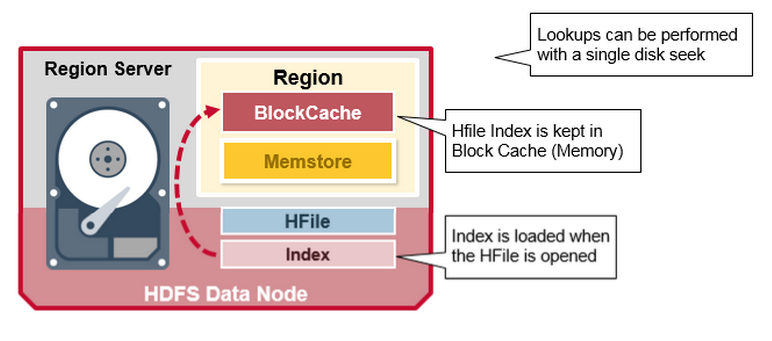 Lookups can be performed
with a single disk seek
Region Server
Region
BlockCache
Hfile Index is kept in
Block Cache (Memory)
Memstore
HFile
Index is loaded when
the HFile is opened
Index
HDFS Data Node